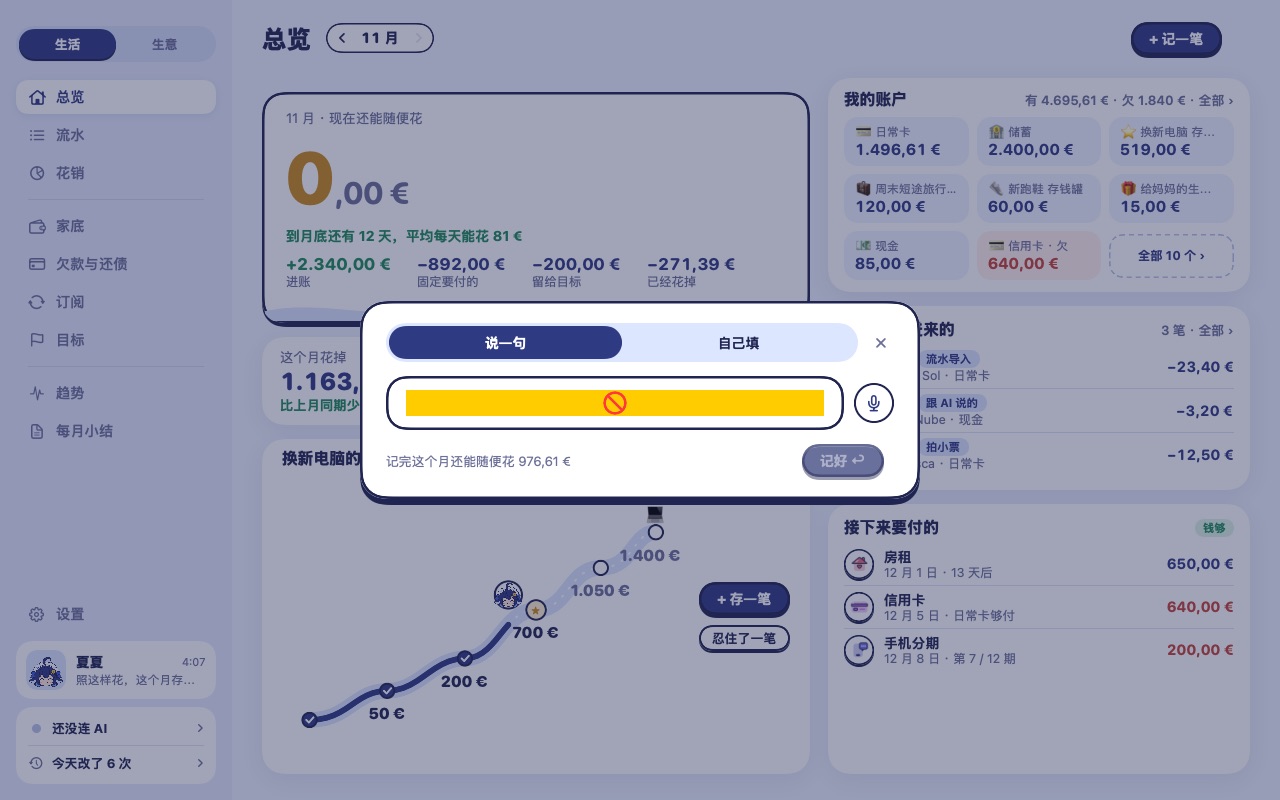 生活
生意
总览
流水
花销
家底
欠款与还债
订阅
目标
趋势
每月小结
设置
夏夏
4:07
照这样花，这个月存…
还没连 AI
今天改了 6 次
总览
11 月
+ 记一笔
11 月 · 现在还能随便花
0,00 €
到月底还有 12 天，平均每天能花 81 €
+2.340,00 €
−892,00 €
−200,00 €
−271,39 €
进账
固定要付的
留给目标
已经花掉
这个月花掉
1.163,
比上月同期少
换新电脑的
50 €
200 €
700 €
1.050 €
1.400 €
+ 存一笔
忍住了一笔
说一句
自己填
记完这个月还能随便花 976,61 €
记好
我的账户
有 4.695,61 € · 欠 1.840 € · 全部 ›
日常卡
1.496,61 €
储蓄
2.400,00 €
换新电脑 存…
519,00 €
周末短途旅行…
120,00 €
新跑鞋 存钱罐
60,00 €
给妈妈的生…
15,00 €
现金
85,00 €
信用卡 · 欠
640,00 €
全部 10 个 ›
来的
3 笔 · 全部 ›
流水导入
Sol · 日常卡
−23,40 €
跟 AI 说的
Nube · 现金
−3,20 €
拍小票
ca · 日常卡
−12,50 €
接下来要付的
钱够
房租
12 月 1 日 · 13 天后
650,00 €
信用卡
12 月 5 日 · 日常卡够付
640,00 €
手机分期
12 月 8 日 · 第 7 / 12 期
200,00 €